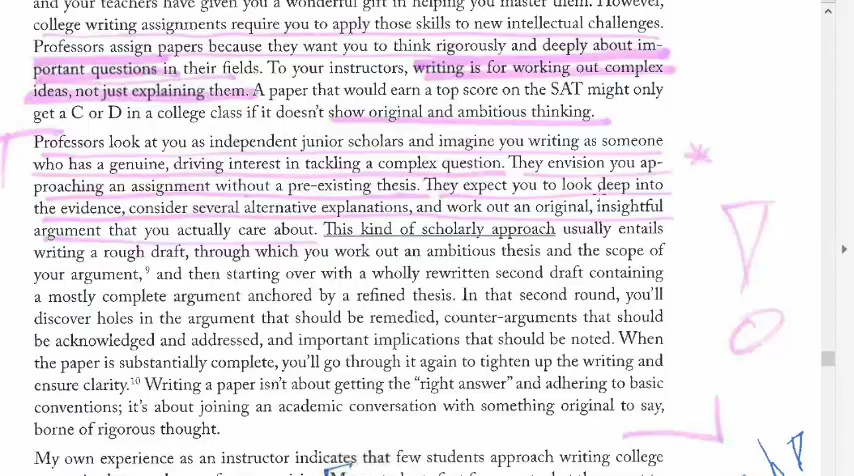 and your teachers have given you a wonderful gift in helping you master them. However,
college writing assignments require you to apply those skills to new intellectual challenges.
Professors assign papers because they want you to think rigorously and deeply about im-
portant questions in their fields. To your instructors, writing is for working out complex
ideas, not just explaining them. A paper that would earn a top score on the SAT might only
get a C or D in a college class if it doesn't show original and ambitious thinking.
Professors look at you as independent junior scholars and imagine you writing as someone
who has a genuine, driving interest in tackling a complex question. They envision you ap-
proaching an assignment without a pre-existing thesis. They expect you to look deep into
the evidence, consider several alternative explanations, and work out an original, insightful
argument that you actually care about. This kind of scholarly approach usually entails
writing a rough draft, through which you work out an ambitious thesis and the scope of
your argument,⁹ and then starting over with a wholly rewritten second draft containing
a mostly complete argument anchored by a refined thesis. In that second round, you'll
discover holes in the argument that should be remedied, counter-arguments that should
be acknowledged and addressed, and important implications that should be noted. When
the paper is substantially complete, you'll go through it again to tighten up the writing and
ensure clarity.¹⁰ Writing a paper isn't about getting the "right answer" and adhering to basic
conventions; it's about joining an academic conversation with something original to say,
borne of rigorous thought.
My own experience as an instructor indicates that few students approach writing college